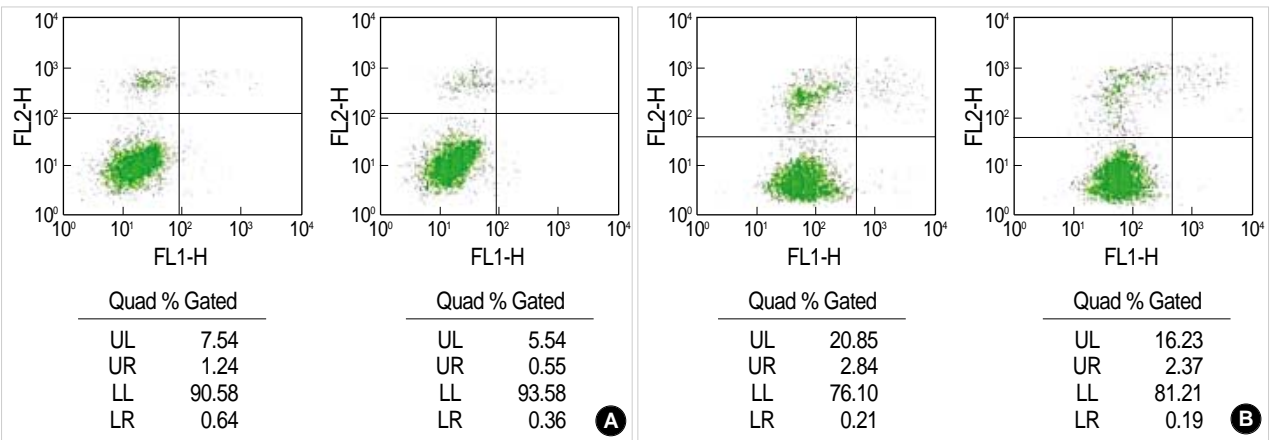 10⁴
10³
10²
10¹
10⁰
FL2-H
10⁰ 10¹ 10² 10³ 10⁴
FL1-H
Quad % Gated
UL 7.54
UR 1.24
LL 90.58
LR 0.64
10⁴
10³
10²
10¹
10⁰
FL2-H
10⁰ 10¹ 10² 10³ 10⁴
FL1-H
Quad % Gated
UL 5.54
UR 0.55
LL 93.58
LR 0.36
A
10⁴
10³
10²
10¹
10⁰
FL2-H
10⁰ 10¹ 10² 10³ 10⁴
FL1-H
Quad % Gated
UL 20.85
UR 2.84
LL 76.10
LR 0.21
10⁴
10³
10²
10¹
10⁰
FL2-H
10⁰ 10¹ 10² 10³ 10⁴
FL1-H
Quad % Gated
UL 16.23
UR 2.37
LL 81.21
LR 0.19
B